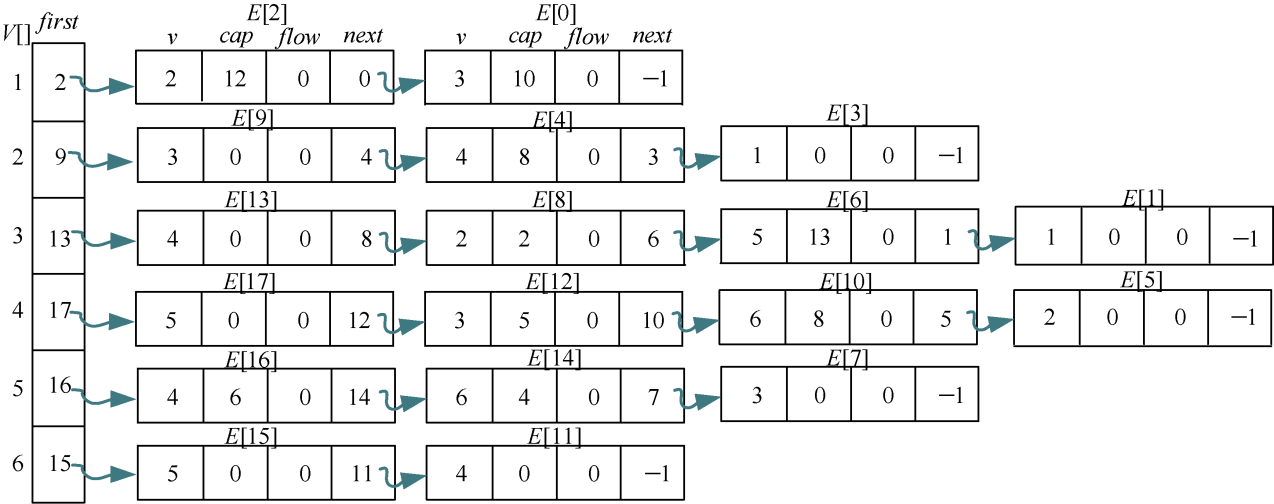 E[2] E[0]
V[] first v cap flow next v cap flow next
1 2 2 12 0 0 3 10 0 −1
E[9] E[4] E[3]
2 9 3 0 0 4 4 8 0 3 1 0 0 −1
E[13] E[8] E[6] E[1]
3 13 4 0 0 8 2 2 0 6 5 13 0 1 1 0 0 −1
E[17] E[12] E[10] E[5]
4 17 5 0 0 12 3 5 0 10 6 8 0 5 2 0 0 −1
E[16] E[14] E[7]
5 16 4 6 0 14 6 4 0 7 3 0 0 −1
E[15] E[11]
6 15 5 0 0 11 4 0 0 −1